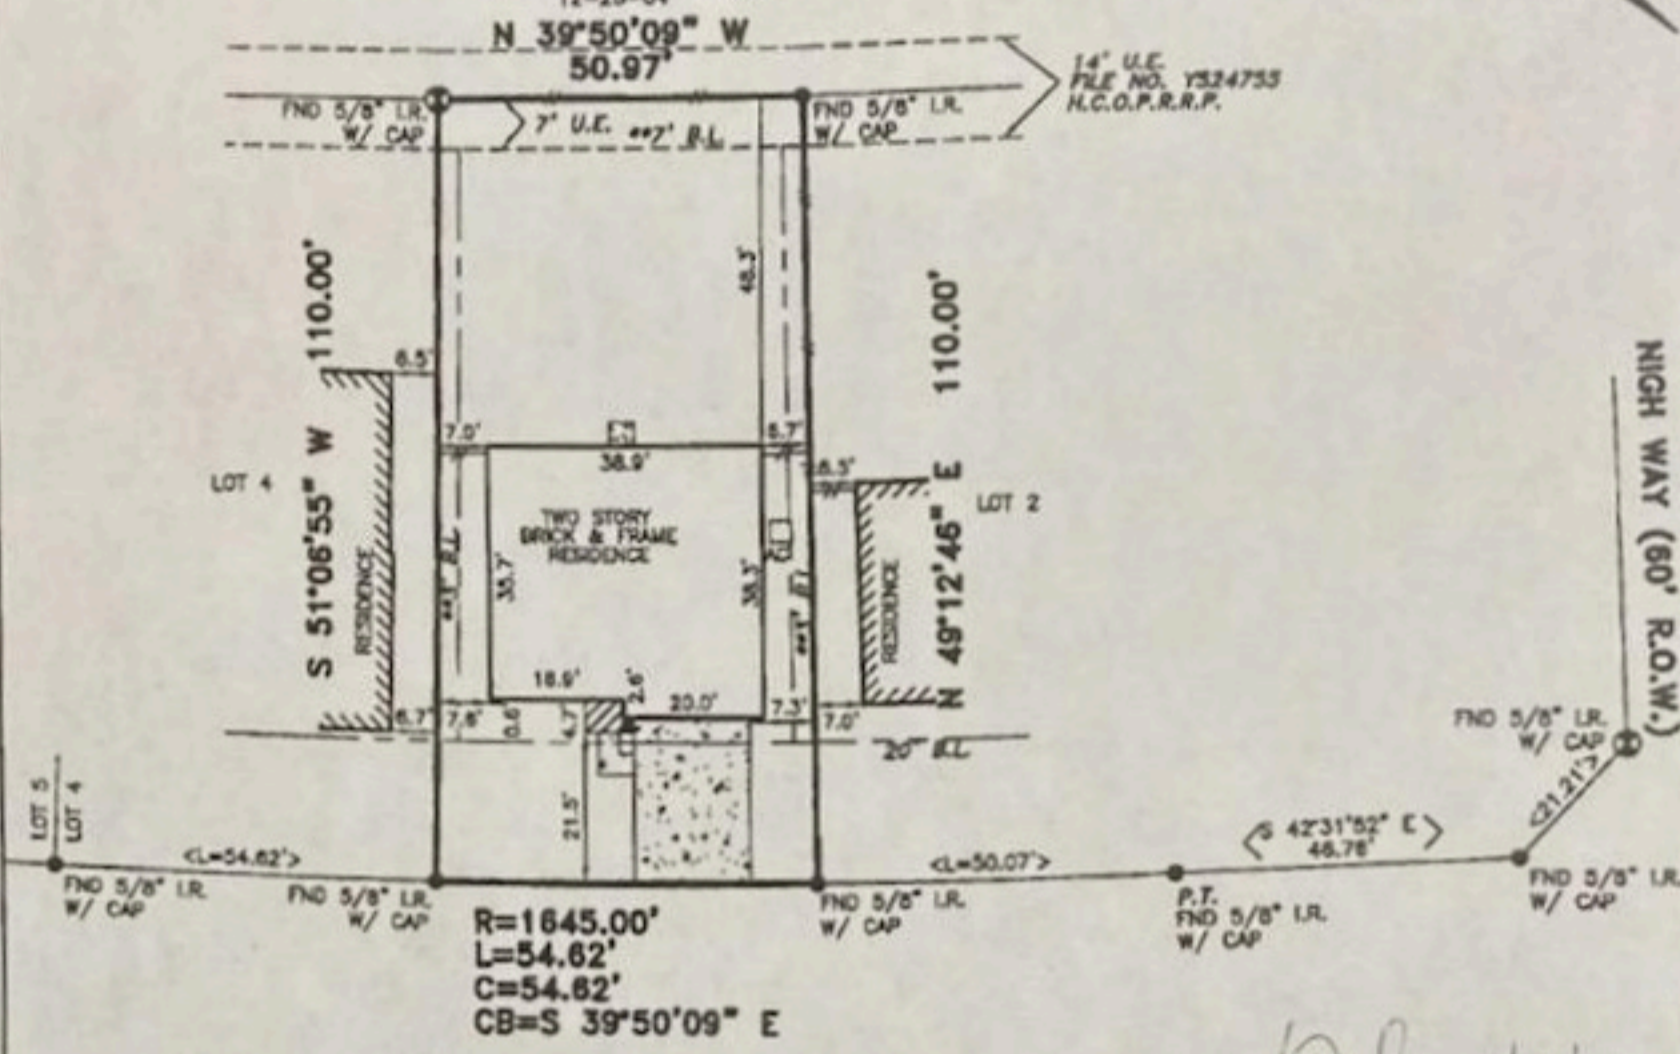 N 39°50'09" W
50.97'
14' U.E.
FILE NO. Y524755
H.C.O.P.R.R.P.
FND 5/8" I.R.
W/ CAP
7' U.E.
**7' B.L.
FND 5/8" I.R.
W/ CAP
S 51°06'55" W 110.00'
48.3'
N 49°12'46" E 110.00'
NIGH WAY (60' R.O.W.)
6.5'
7.0'
38.9'
6.7'
6.5'
LOT 4
LOT 2
TWO STORY
BRICK & FRAME
RESIDENCE
RESIDENCE
35.7'
38.3'
RESIDENCE
18.9'
2.6'
20.0'
7.3'
7.0'
6.7'
7.6'
0.6'
4.7'
20' B.L.
FND 5/8" I.R.
W/ CAP
<21.21'>
LOT 5
LOT 4
21.5'
<L=54.62'>
<L=50.07'>
<S 42°31'52" E>
46.78'
FND 5/8" I.R.
W/ CAP
FND 5/8" I.R.
W/ CAP
FND 5/8" I.R.
W/ CAP
P.T.
FND 5/8" I.R.
W/ CAP
FND 5/8" I.R.
W/ CAP
R=1645.00'
L=54.62'
C=54.62'
CB=S 39°50'09" E